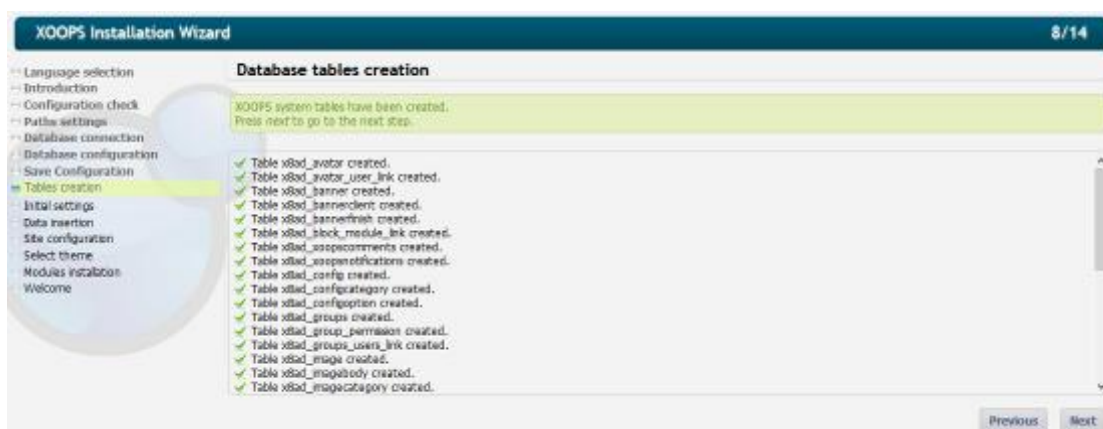 XOOPS Installation Wizard
8/14
Language selection
Introduction
Configuration check
Paths settings
Database connection
Database configuration
Save Configuration
Tables creation
Initial settings
Data insertion
Site configuration
Select theme
Modules installation
Welcome
Database tables creation
XOOPS system tables have been created.
Press next to go to the next step.
Table x8ad_avatar created.
Table x8ad_avatar_user_link created.
Table x8ad_banner created.
Table x8ad_bannerclient created.
Table x8ad_bannerfinish created.
Table x8ad_block_module_link created.
Table x8ad_xoopscomments created.
Table x8ad_xoopsnotifications created.
Table x8ad_config created.
Table x8ad_configcategory created.
Table x8ad_configoption created.
Table x8ad_groups created.
Table x8ad_group_permission created.
Table x8ad_groups_users_link created.
Table x8ad_image created.
Table x8ad_imagebody created.
Table x8ad_imagecategory created.
Previous
Next